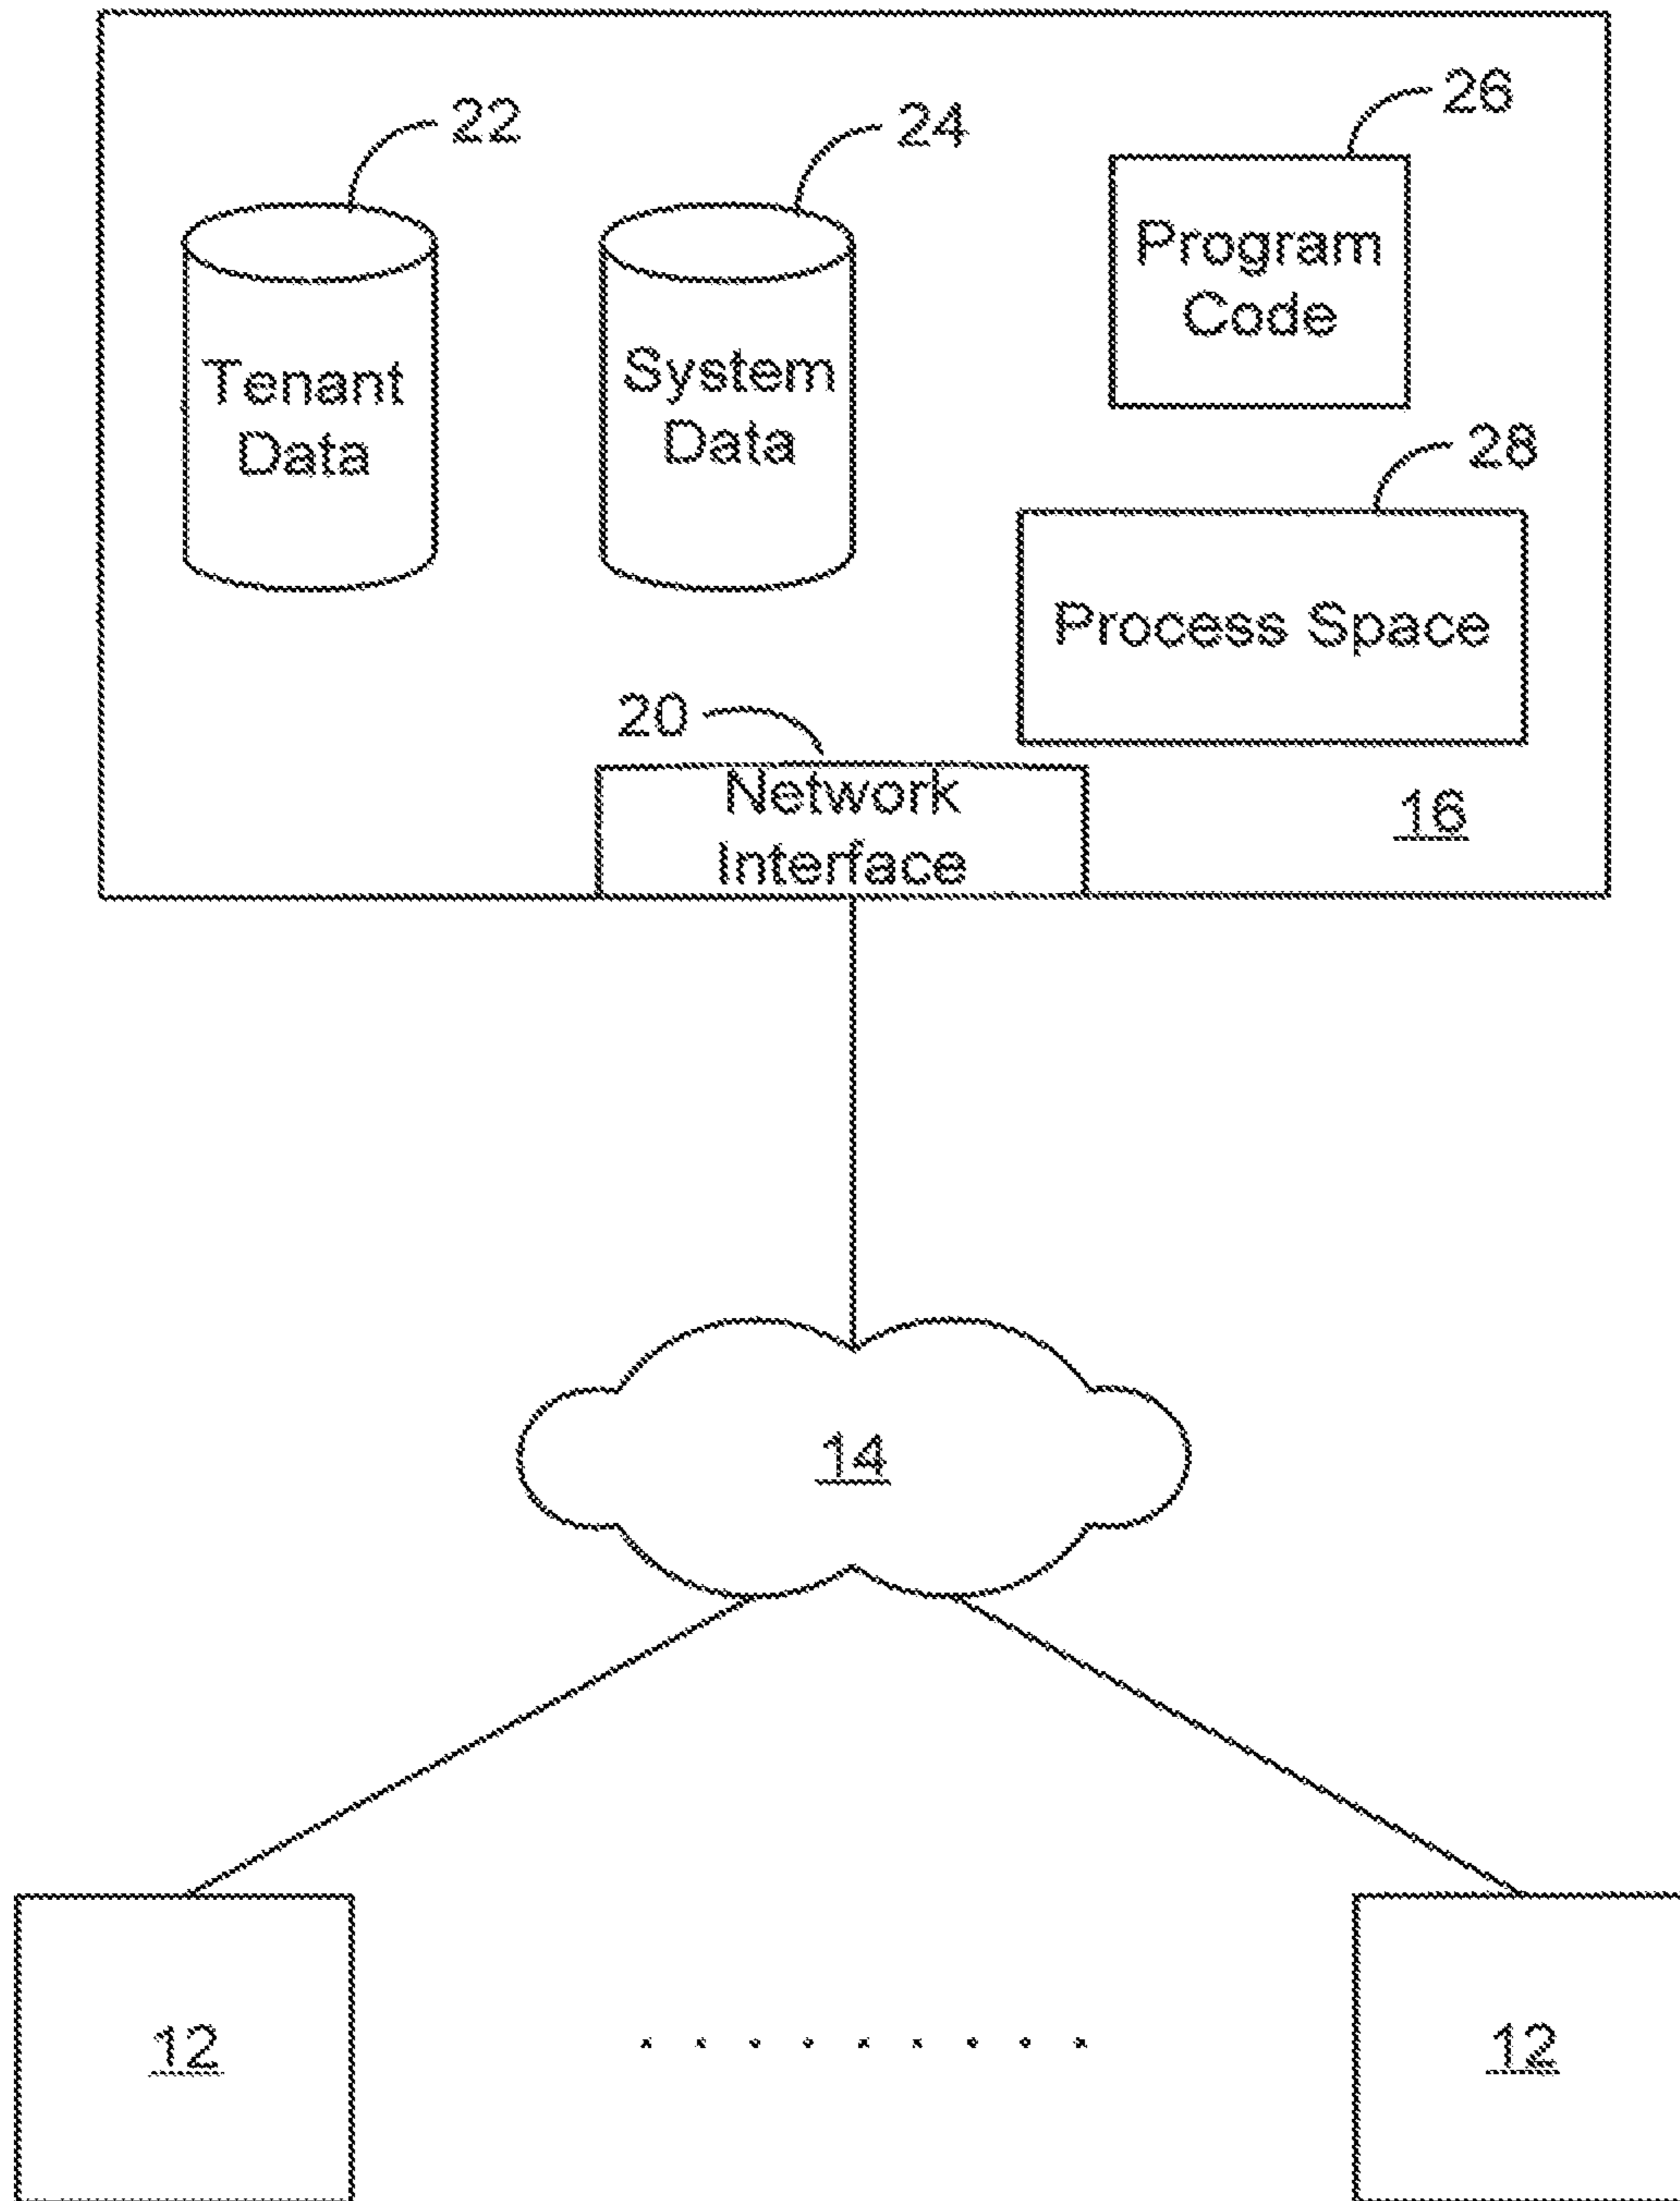 22
24
26
Tenant
Data
System
Data
Program
Code
28
Process Space
20
Network
Interface
16
14
12
12